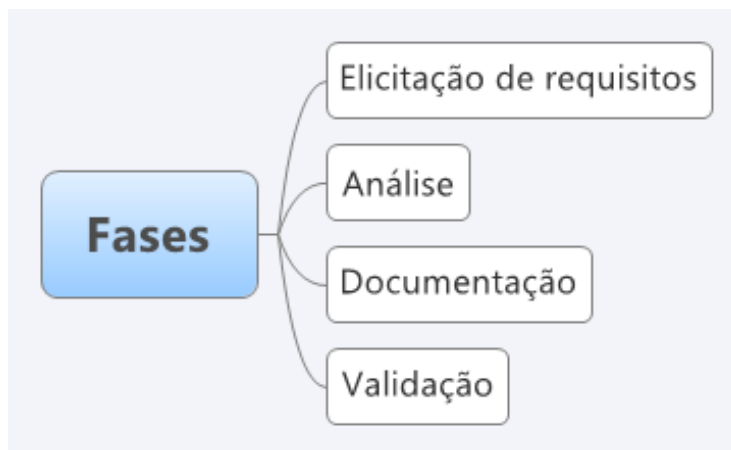 Elicitação de requisitos
Análise
Fases
Documentação
Validação